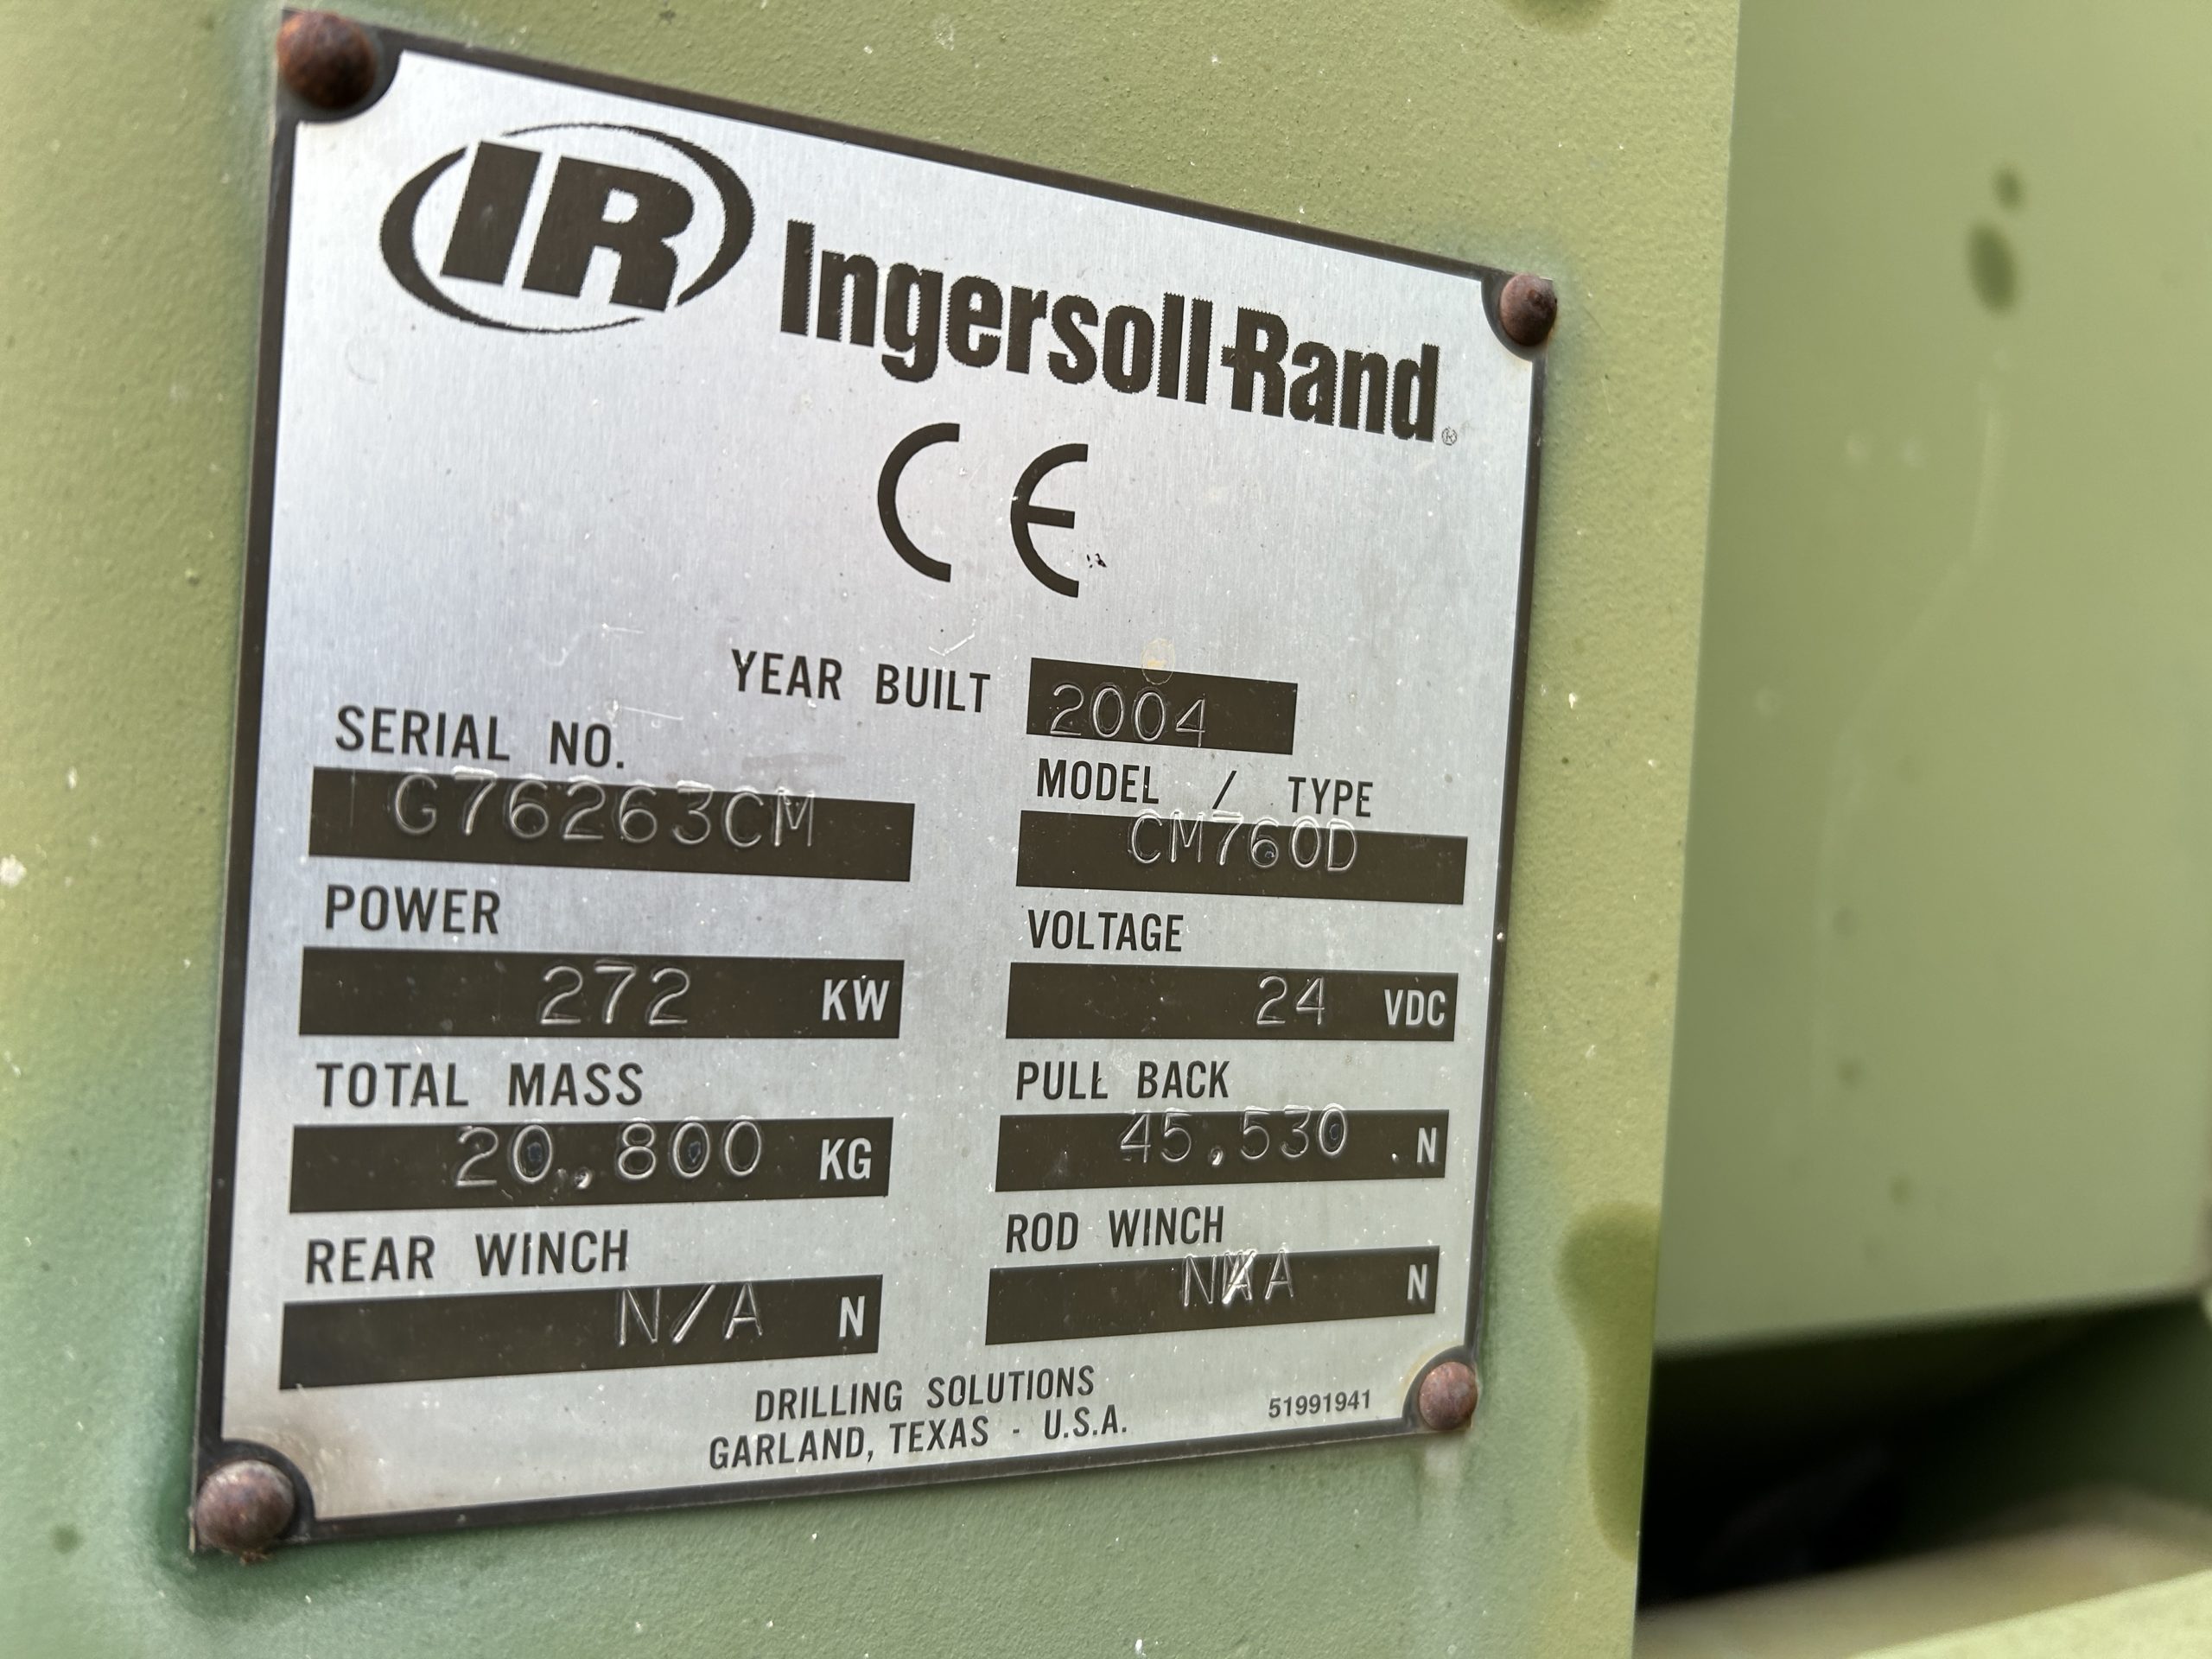 IR Ingersoll-Rand®
CE
YEAR BUILT 2004
SERIAL NO. MODEL / TYPE
G76263CM CM760D
POWER VOLTAGE
272 KW 24 VDC
TOTAL MASS PULL BACK
20,800 KG 45,530 N
REAR WINCH ROD WINCH
N/A N N/A N
DRILLING SOLUTIONS
GARLAND, TEXAS - U.S.A.
51991941